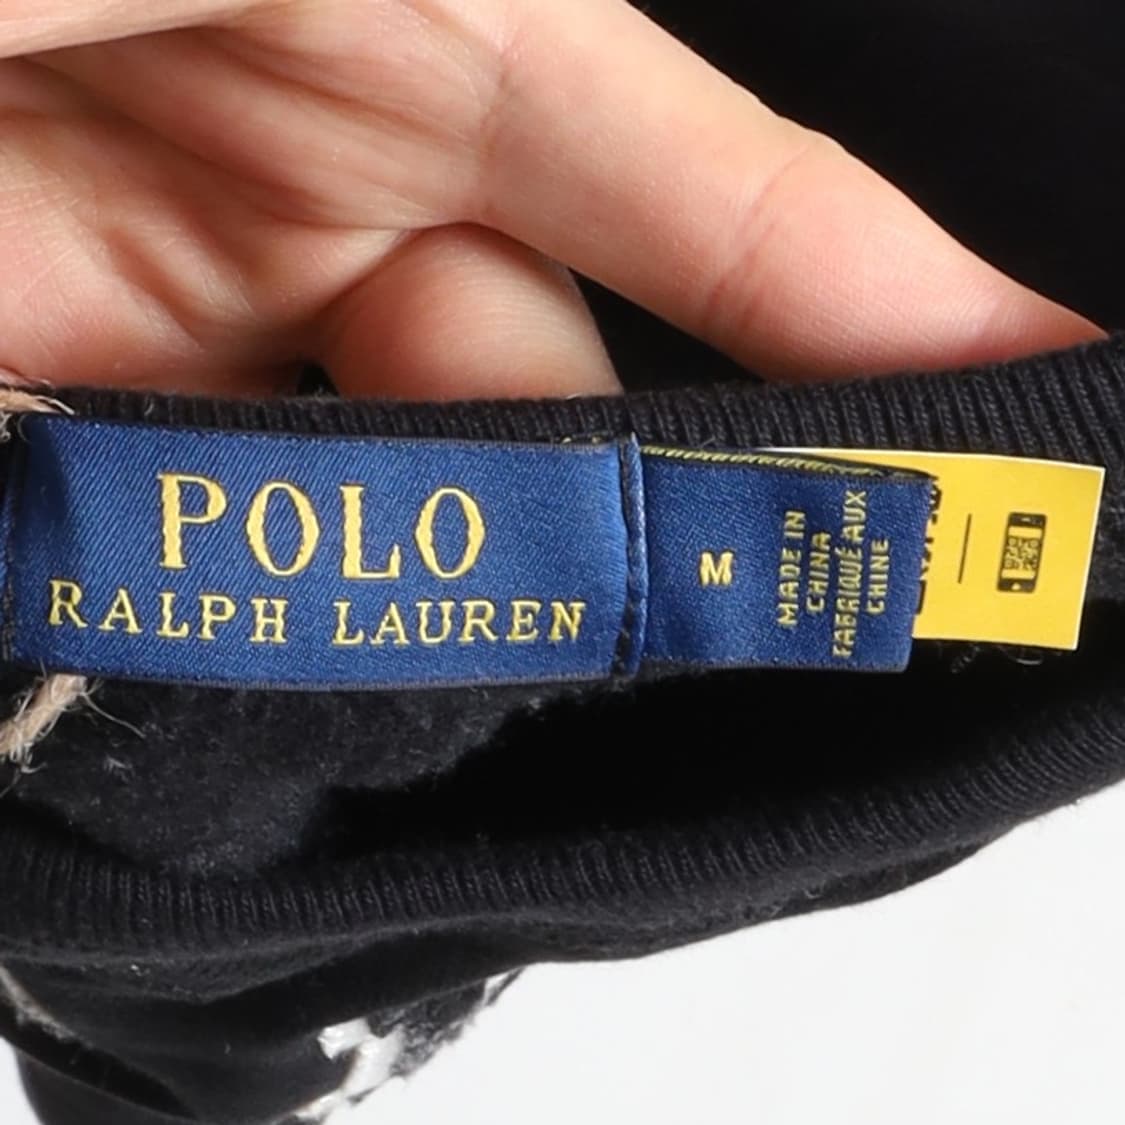 POLO
RALPH LAUREN
M
MADE IN
CHINA
FABRIQUÉ AUX
CHINE